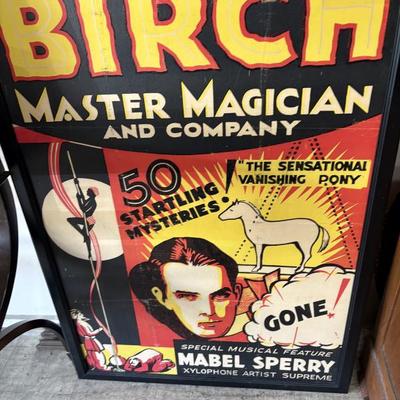 BIRCH
MASTER MAGICIAN
AND COMPANY
50
STARTLING
MYSTERIES!
"THE SENSATIONAL
VANISHING PONY
GONE!
SPECIAL MUSICAL FEATURE
MABEL SPERRY
XYLOPHONE ARTIST SUPREME